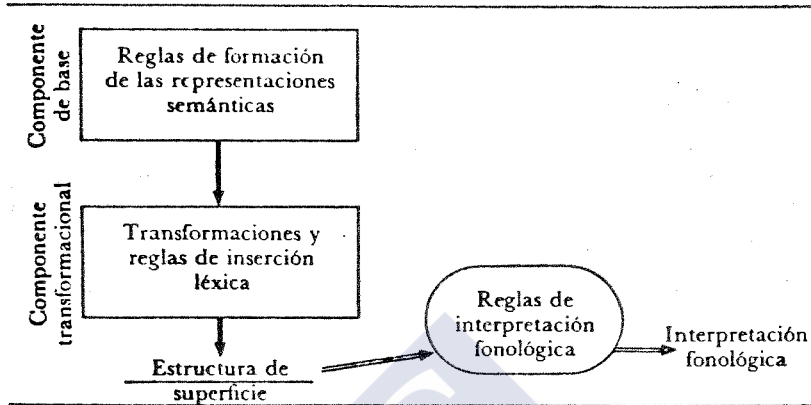 Componente
de base
Reglas de formación
de las representaciones
semánticas
Componente
transformacional
Transformaciones y
reglas de inserción
léxica
Estructura de
superficie
Reglas de
interpretación
fonológica
Interpretación
fonológica